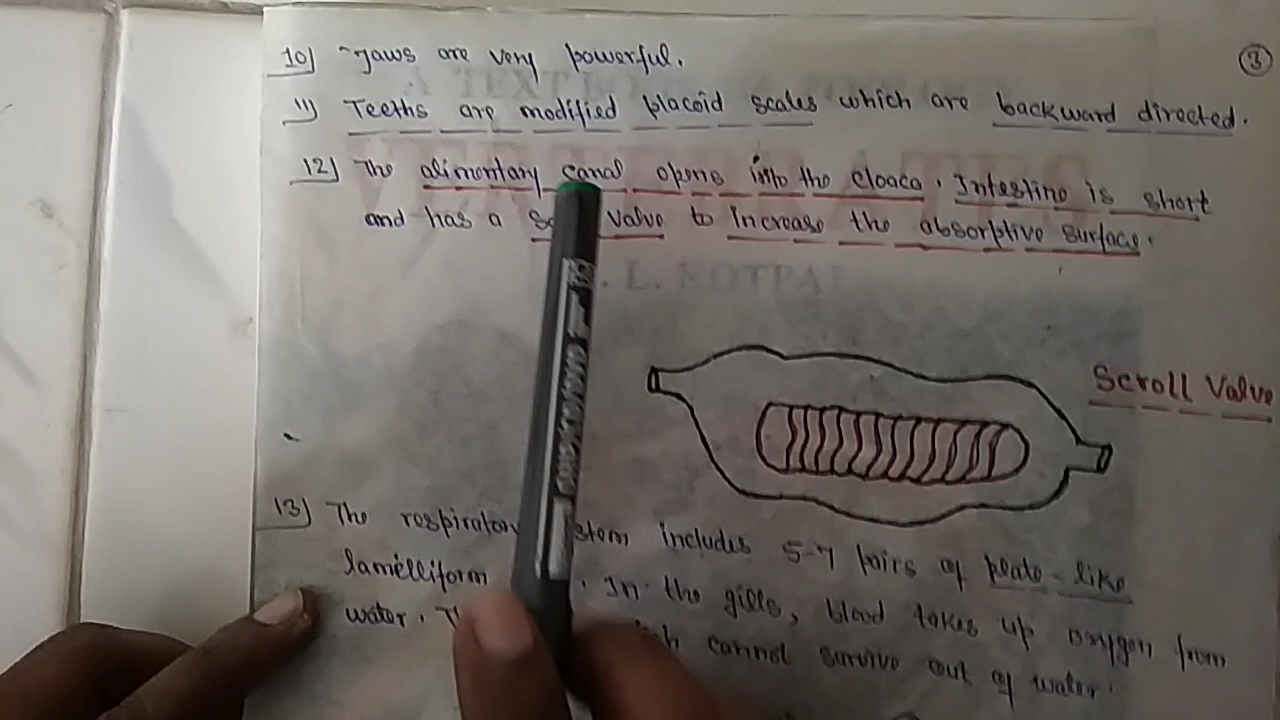 3
10) Jaws are very powerful.
11) Teeths are modified placoid scales which are backward directed.
12) The alimentary canal opens into the cloaca. Intestine is short
and has a valve to increase the absorptive surface.
L. KOTPAL
Scroll Valve
13) The respiratory includes 5-7 pairs of plate-like
lamelliform . In the gills, blood takes up oxygen from
water. cannot survive out of water.